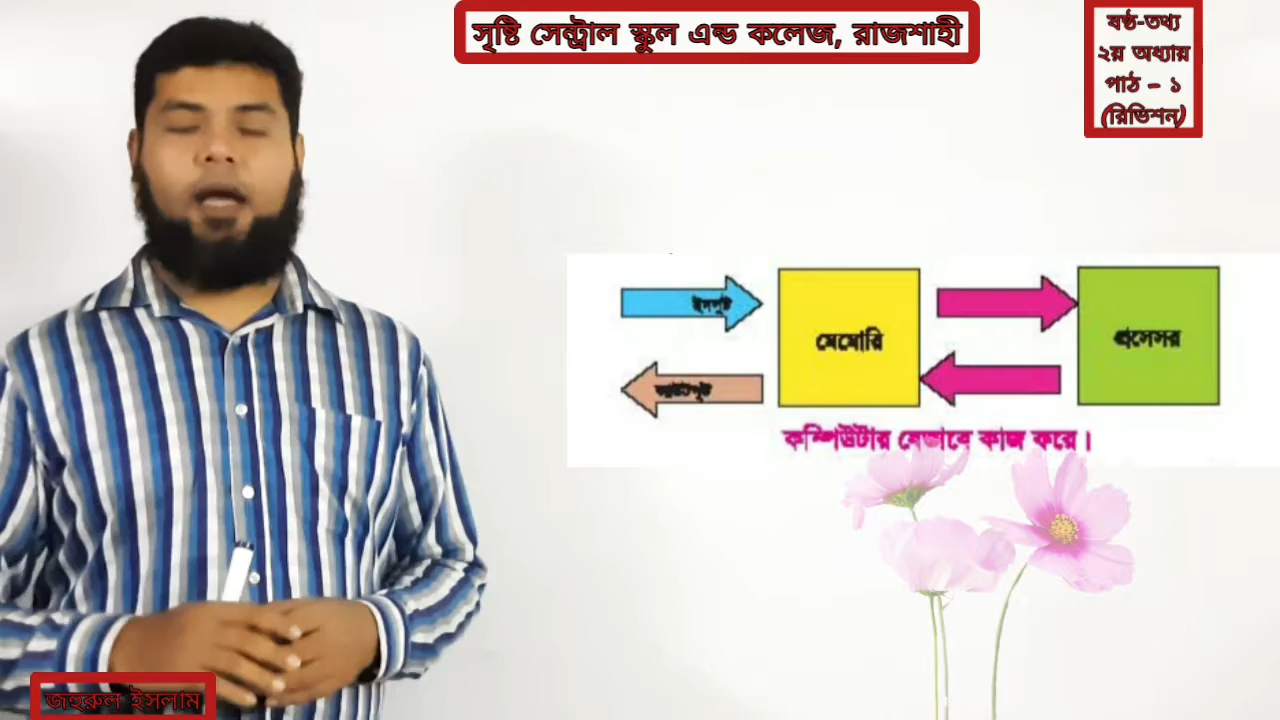 সৃষ্টি সেন্ট্রাল স্কুল এন্ড কলেজ, রাজশাহী
ষষ্ঠ-তথ্য
২য় অধ্যায়
পাঠ – ১
(রিভিশন)
ইনপুট
মেমোরি
প্রসেসর
আউটপুট
কম্পিউটার যেভাবে কাজ করে।
জহুরুল ইসলাম